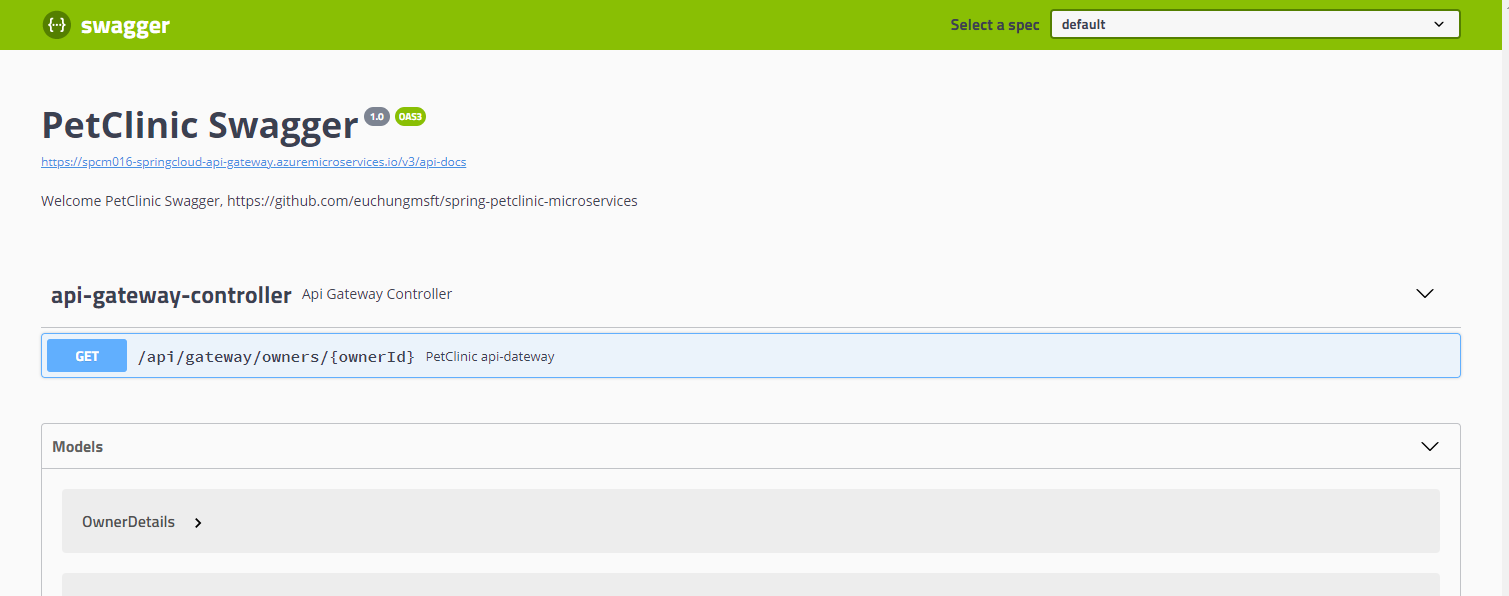 {···} swagger
Select a spec default
PetClinic Swagger 1.0 OAS3
https://spcm016-springcloud-api-gateway.azuremicroservices.io/v3/api-docs
Welcome PetClinic Swagger, https://github.com/euchungmsft/spring-petclinic-microservices
api-gateway-controller Api Gateway Controller
GET /api/gateway/owners/{ownerId} PetClinic api-dateway
Models
OwnerDetails